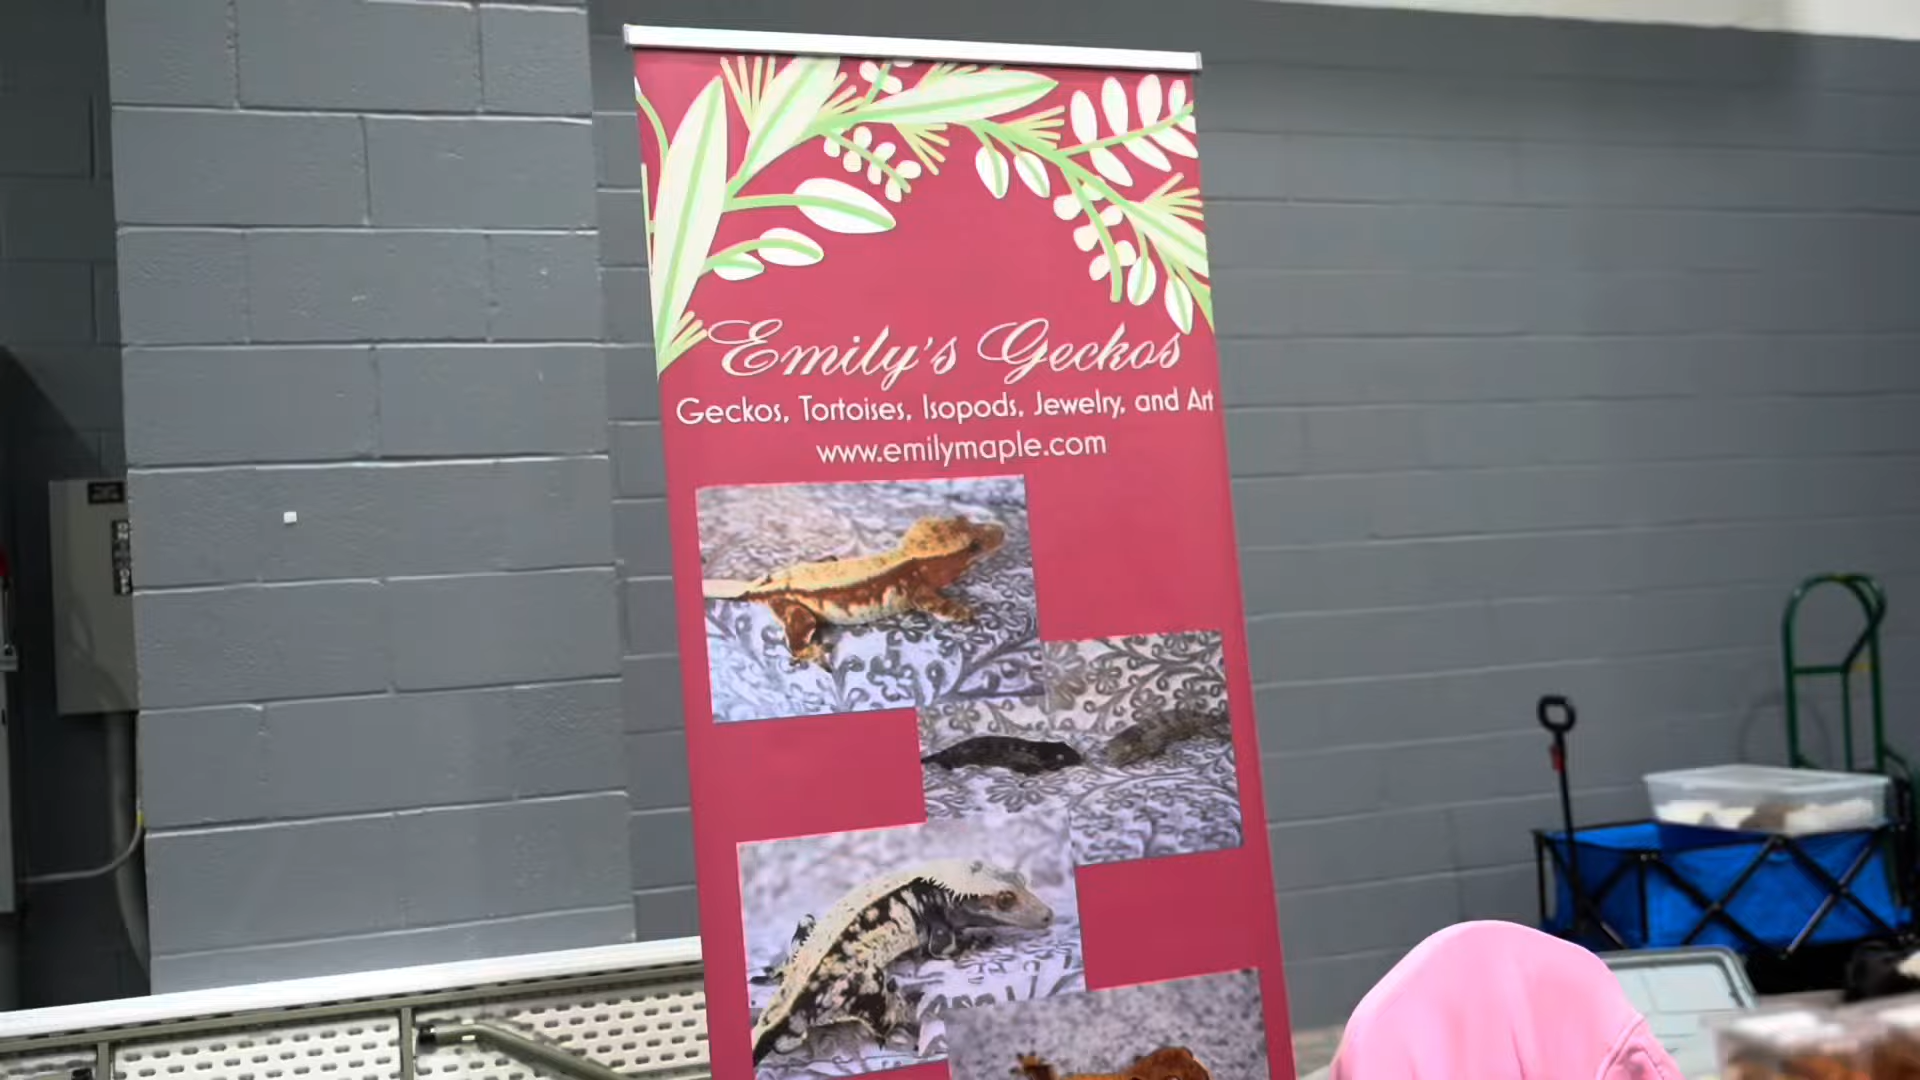 Emily's Geckos
Geckos, Tortoises, Isopods, Jewelry, and Art
www.emilymaple.com